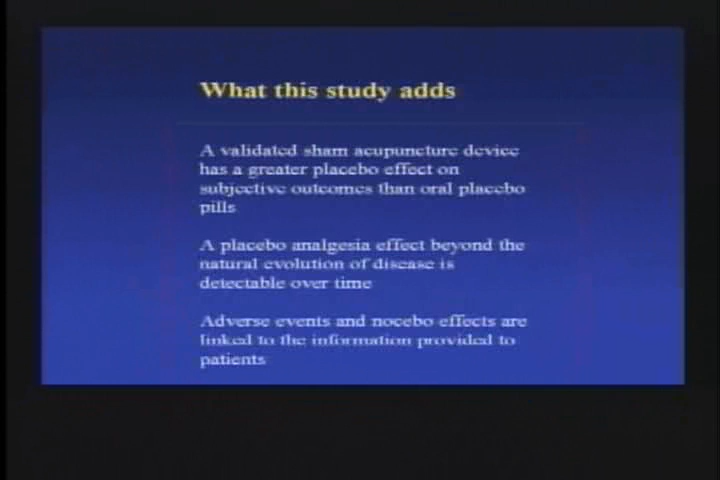 What this study adds
A validated sham acupuncture device
has a greater placebo effect on
subjective outcomes than oral placebo
pills
A placebo analgesia effect beyond the
natural evolution of disease is
detectable over time
Adverse events and nocebo effects are
linked to the information provided to
patients